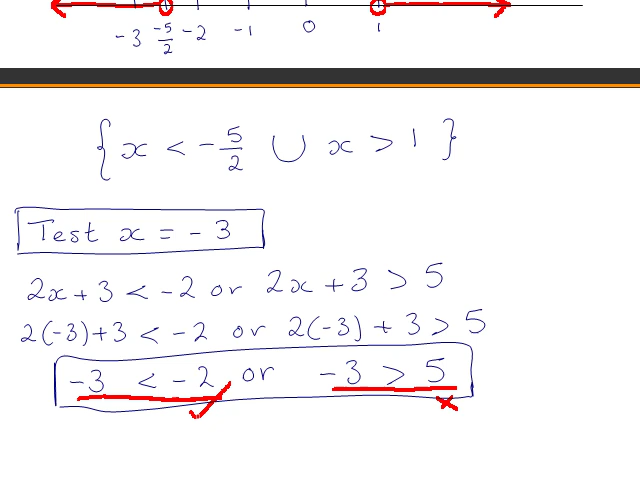 -3 -5/2 -2 -1 0 1
{ x < -5/2 ∪ x > 1 }
Test x = -3
2x + 3 < -2 or 2x + 3 > 5
2(-3)+3 < -2 or 2(-3) + 3 > 5
-3 < -2 or -3 > 5